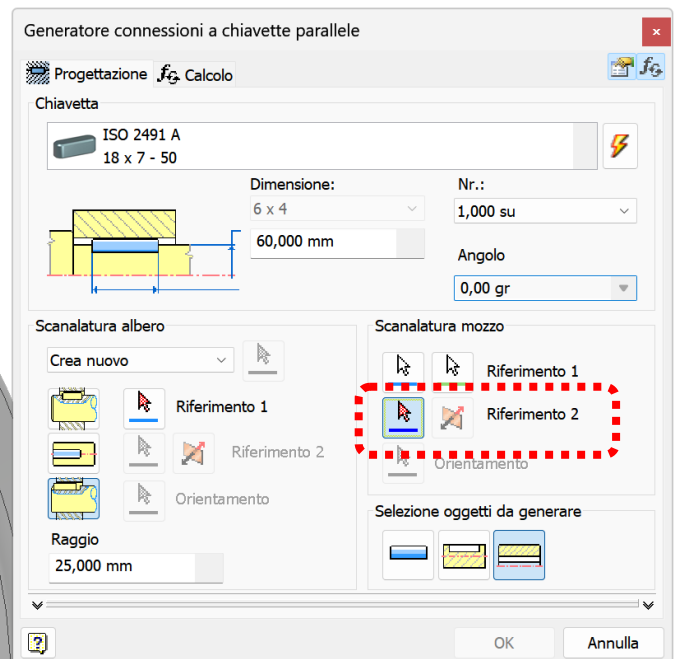 Generatore connessioni a chiavette parallele
Progettazione
Calcolo
Chiavetta
ISO 2491 A
18 x 7 - 50
Dimensione:
Nr.:
6 x 4
1,000 su
60,000 mm
Angolo
0,00 gr
Scanalatura albero
Scanalatura mozzo
Crea nuovo
Riferimento 1
Riferimento 1
Riferimento 2
Riferimento 2
Orientamento
Orientamento
Selezione oggetti da generare
Raggio
25,000 mm
OK
Annulla